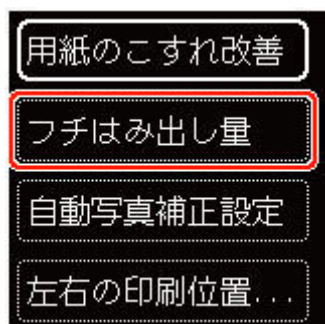 用紙のこすれ改善
フチはみ出し量
自動写真補正設定
左右の印刷位置...